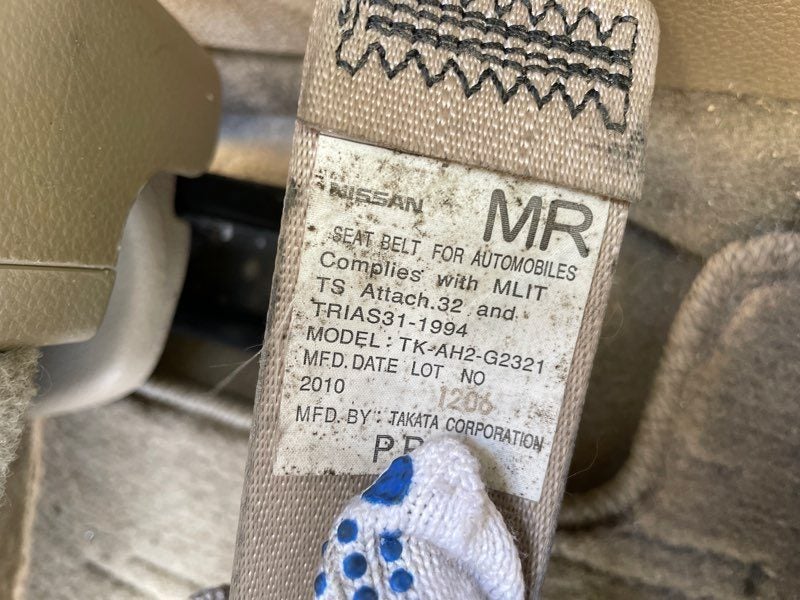 NISSAN MR
SEAT BELT FOR AUTOMOBILES
Complies with MLIT
TS Attach.32 and
TRIAS31-1994
MODEL: TK-AH2-G2321
MFD.DATE LOT NO
2010 1206
MFD.BY: TAKATA CORPORATION